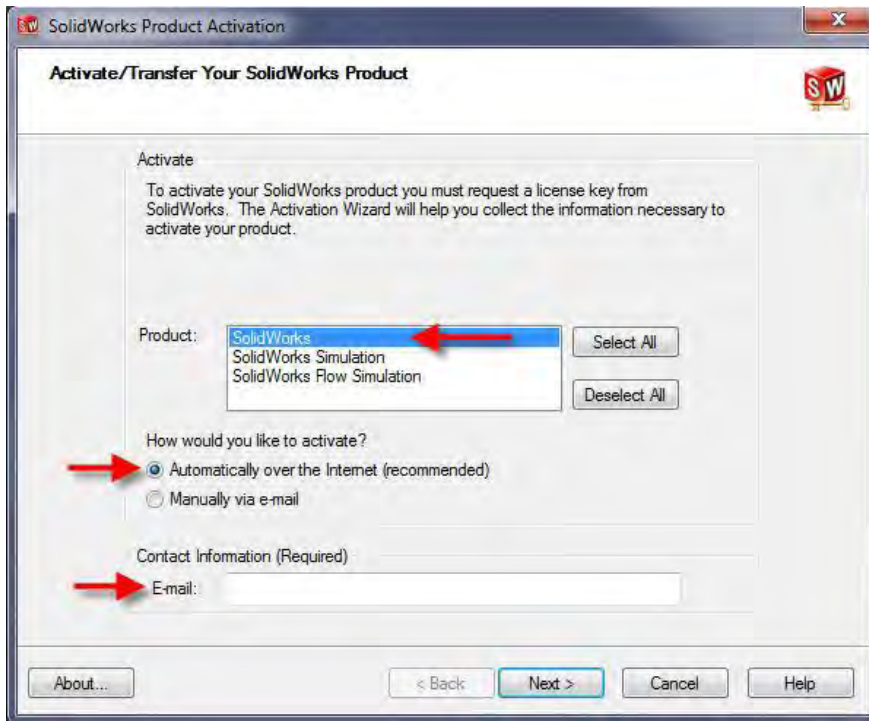 SolidWorks Product Activation
Activate/Transfer Your SolidWorks Product
SW
Activate
To activate your SolidWorks product you must request a license key from
SolidWorks. The Activation Wizard will help you collect the information necessary to
activate your product.
Product:
SolidWorks
Select All
SolidWorks Simulation
SolidWorks Flow Simulation
Deselect All
How would you like to activate?
Automatically over the Internet (recommended)
Manually via e-mail
Contact Information (Required)
E-mail:
About... < Back Next > Cancel Help